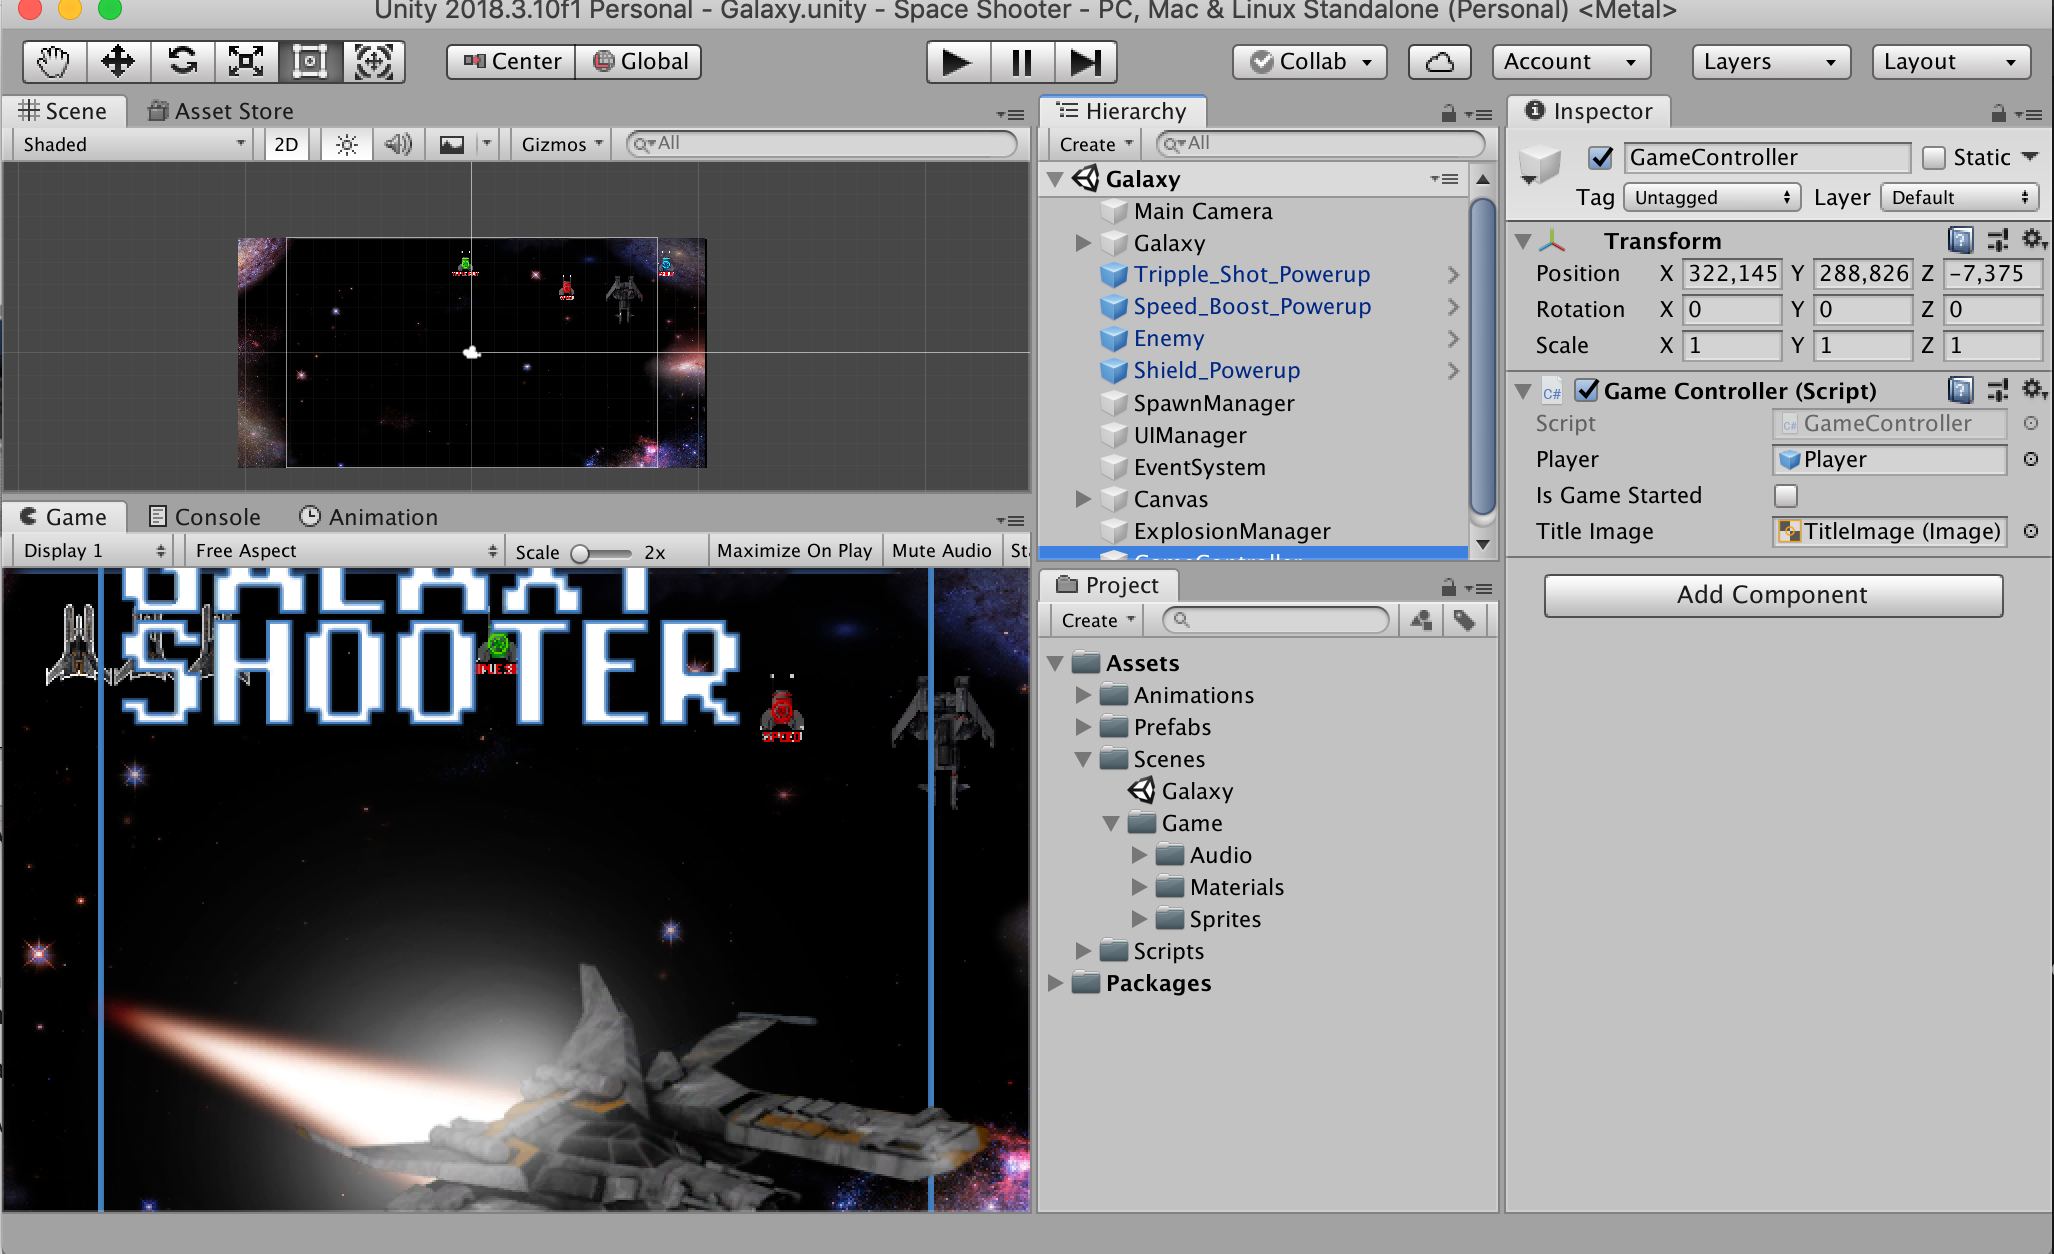 Unity 2018.3.10f1 Personal - Galaxy.unity - Space Shooter - PC, Mac & Linux Standalone (Personal) <Metal>
Center Global Collab Account Layers Layout
Scene Asset Store
Shaded 2D Gizmos All
Game Console Animation
Display 1 Free Aspect Scale 2x Maximize On Play Mute Audio St
GALAXY
SHOOTER
SPEED
Hierarchy
Create All
Galaxy
Main Camera
Galaxy
Tripple_Shot_Powerup
Speed_Boost_Powerup
Enemy
Shield_Powerup
SpawnManager
UIManager
EventSystem
Canvas
ExplosionManager
GameController
Project
Create
Assets
Animations
Prefabs
Scenes
Galaxy
Game
Audio
Materials
Sprites
Scripts
Packages
Inspector
GameController Static
Tag Untagged Layer Default
Transform
Position X 322,145 Y 288,826 Z -7,375
Rotation X 0 Y 0 Z 0
Scale X 1 Y 1 Z 1
C# Game Controller (Script)
Script C# GameController
Player Player
Is Game Started
Title Image TitleImage (Image)
Add Component